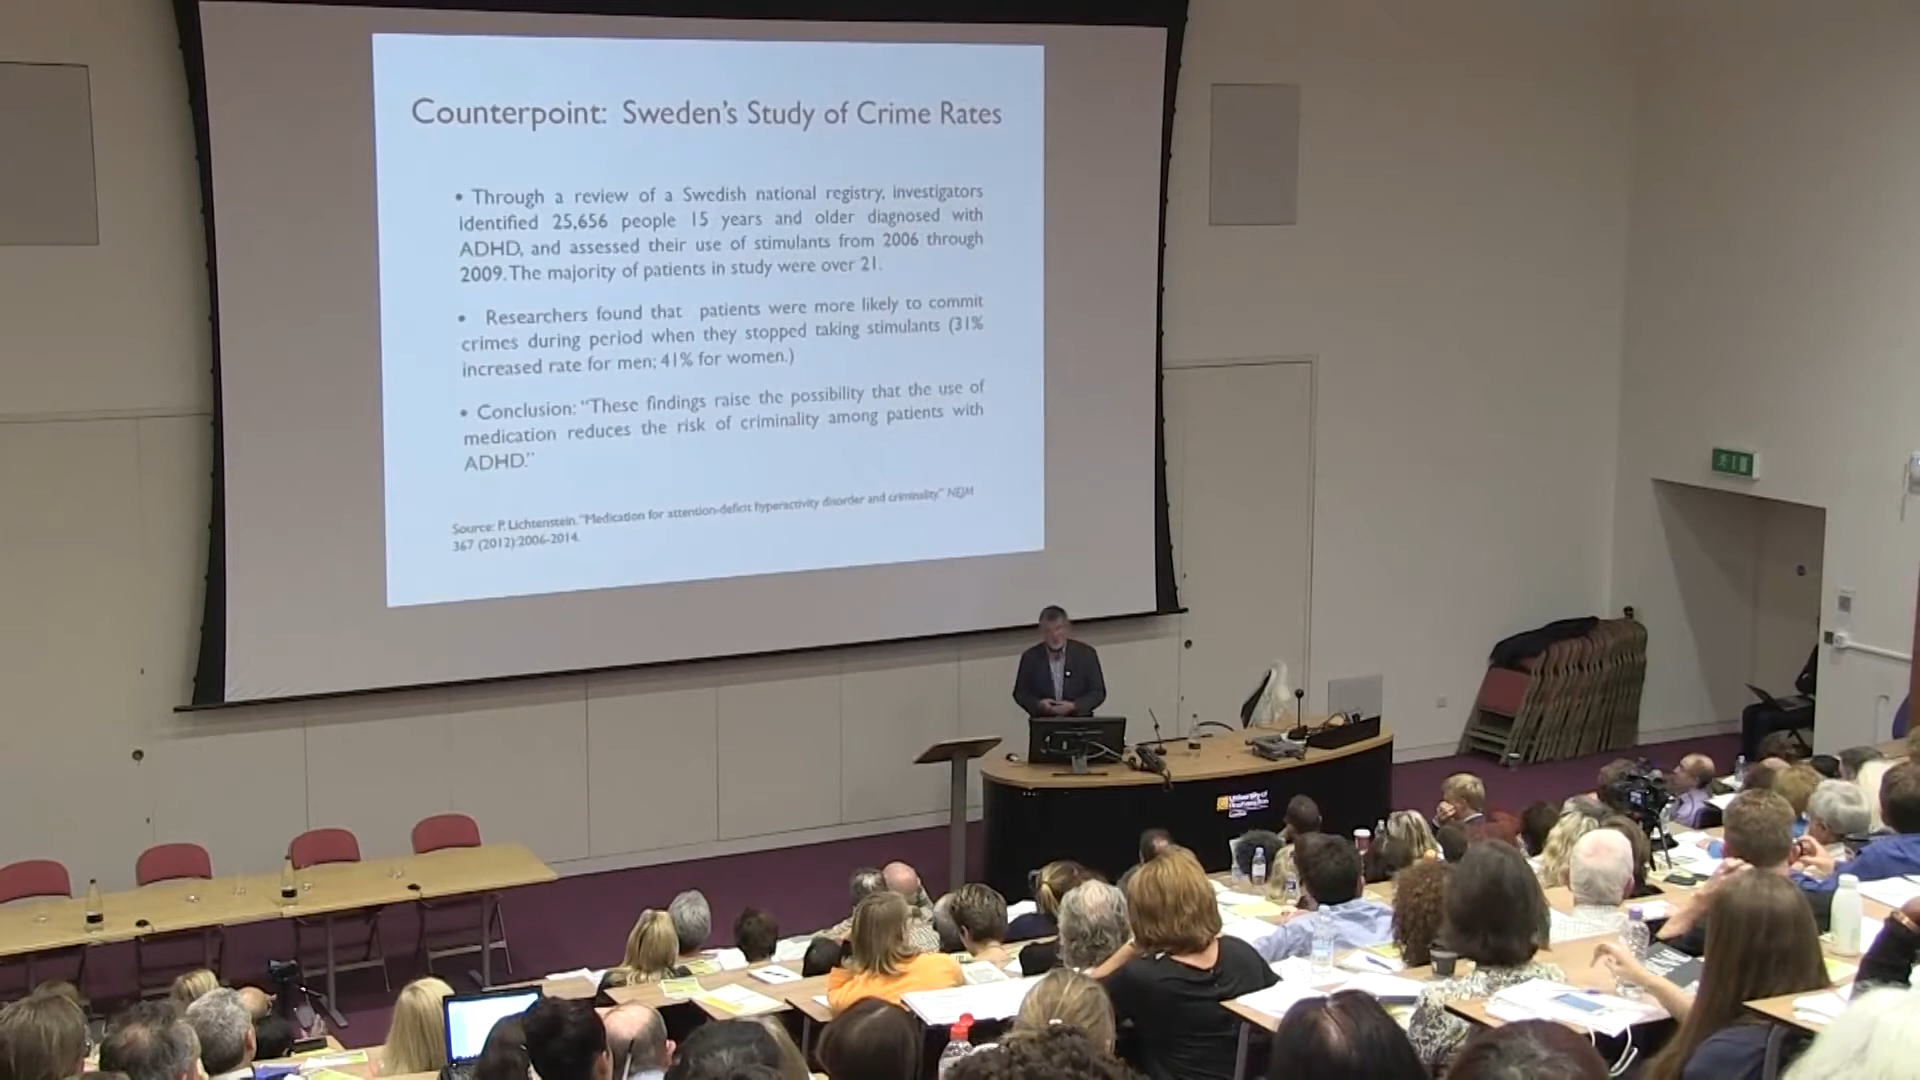 Counterpoint: Sweden's Study of Crime Rates
• Through a review of a Swedish national registry, investigators
identified 25,656 people 15 years and older diagnosed with
ADHD, and assessed their use of stimulants from 2006 through
2009. The majority of patients in study were over 21.
• Researchers found that patients were more likely to commit
crimes during period when they stopped taking stimulants (31%
increased rate for men; 41% for women.)
• Conclusion: "These findings raise the possibility that the use of
medication reduces the risk of criminality among patients with
ADHD."
Source: P. Lichtenstein. "Medication for attention-deficit hyperactivity disorder and criminality." NEJM
367 (2012):2006-2014.
University of